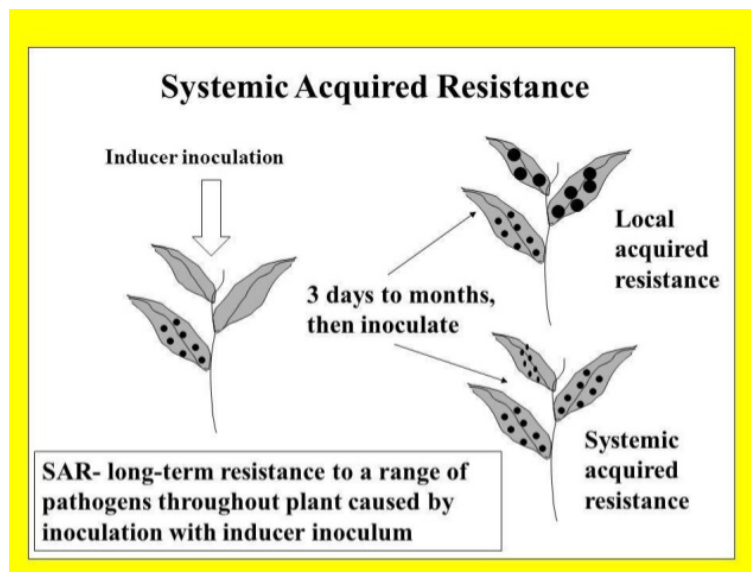 Systemic Acquired Resistance
Inducer inoculation
3 days to months,
then inoculate
Local
acquired
resistance
Systemic
acquired
resistance
SAR- long-term resistance to a range of
pathogens throughout plant caused by
inoculation with inducer inoculum